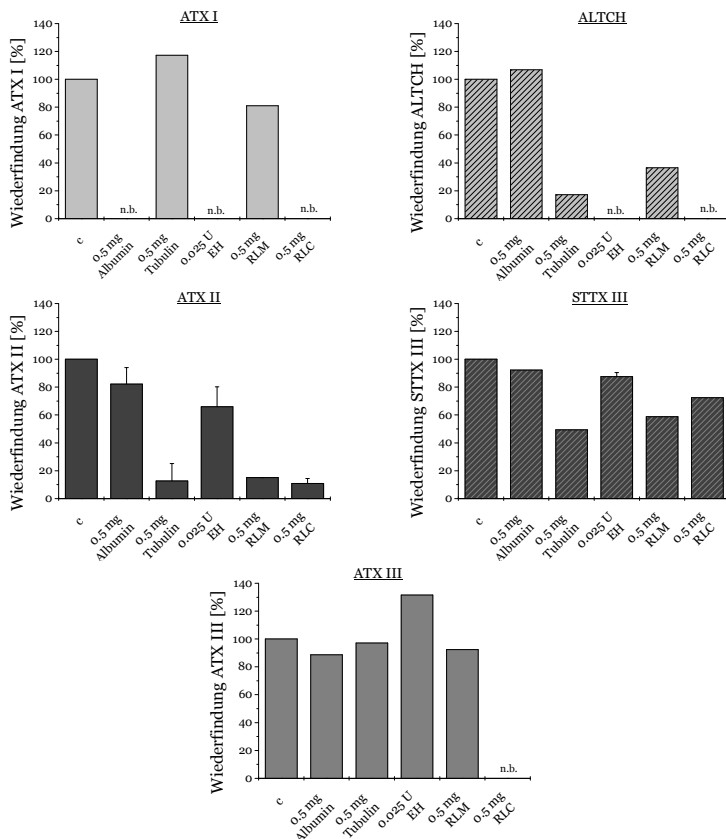 ATX I
Wiederfindung ATX I [%]
140
120
100
80
60
40
20
0
n.b.
n.b.
n.b.
c
0.5 mg
Albumin
0.5 mg
Tubulin
0.025 U
EH
0.5 mg
RLM
0.5 mg
RLC
ALTCH
Wiederfindung ALTCH [%]
140
120
100
80
60
40
20
0
n.b.
n.b.
c
0.5 mg
Albumin
0.5 mg
Tubulin
0.025 U
EH
0.5 mg
RLM
0.5 mg
RLC
ATX II
Wiederfindung ATX II [%]
140
120
100
80
60
40
20
0
c
0.5 mg
Albumin
0.5 mg
Tubulin
0.025 U
EH
0.5 mg
RLM
0.5 mg
RLC
STTX III
Wiederfindung STTX III [%]
140
120
100
80
60
40
20
0
c
0.5 mg
Albumin
0.5 mg
Tubulin
0.025 U
EH
0.5 mg
RLM
0.5 mg
RLC
ATX III
Wiederfindung ATX III [%]
140
120
100
80
60
40
20
0
n.b.
c
0.5 mg
Albumin
0.5 mg
Tubulin
0.025 U
EH
0.5 mg
RLM
0.5 mg
RLC